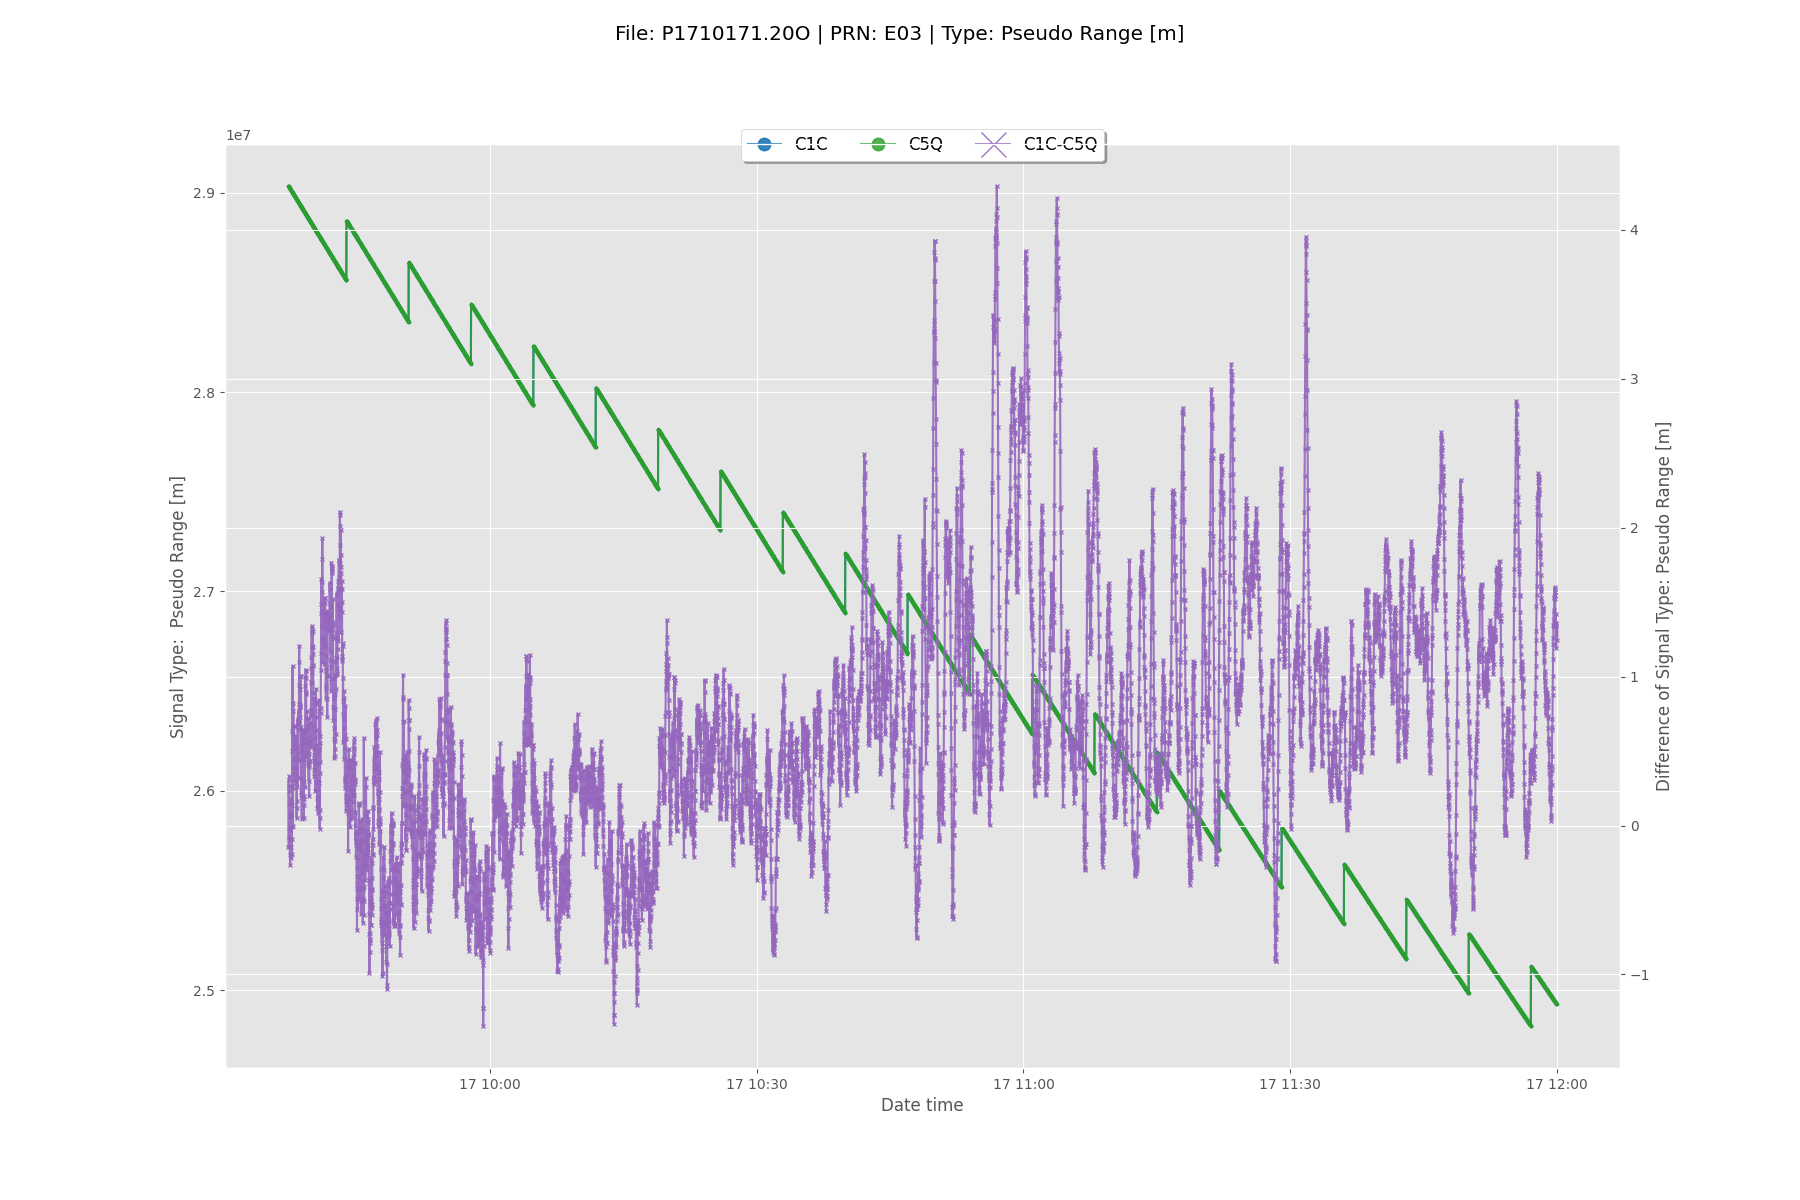 File: P1710171.20O | PRN: E03 | Type: Pseudo Range [m]
1e7
C1C
C5Q
C1C-C5Q
2.9
2.8
2.7
2.6
2.5
4
3
2
1
0
−1
Signal Type:  Pseudo Range [m]
Difference of Signal Type: Pseudo Range [m]
17 10:00
17 10:30
17 11:00
17 11:30
17 12:00
Date time